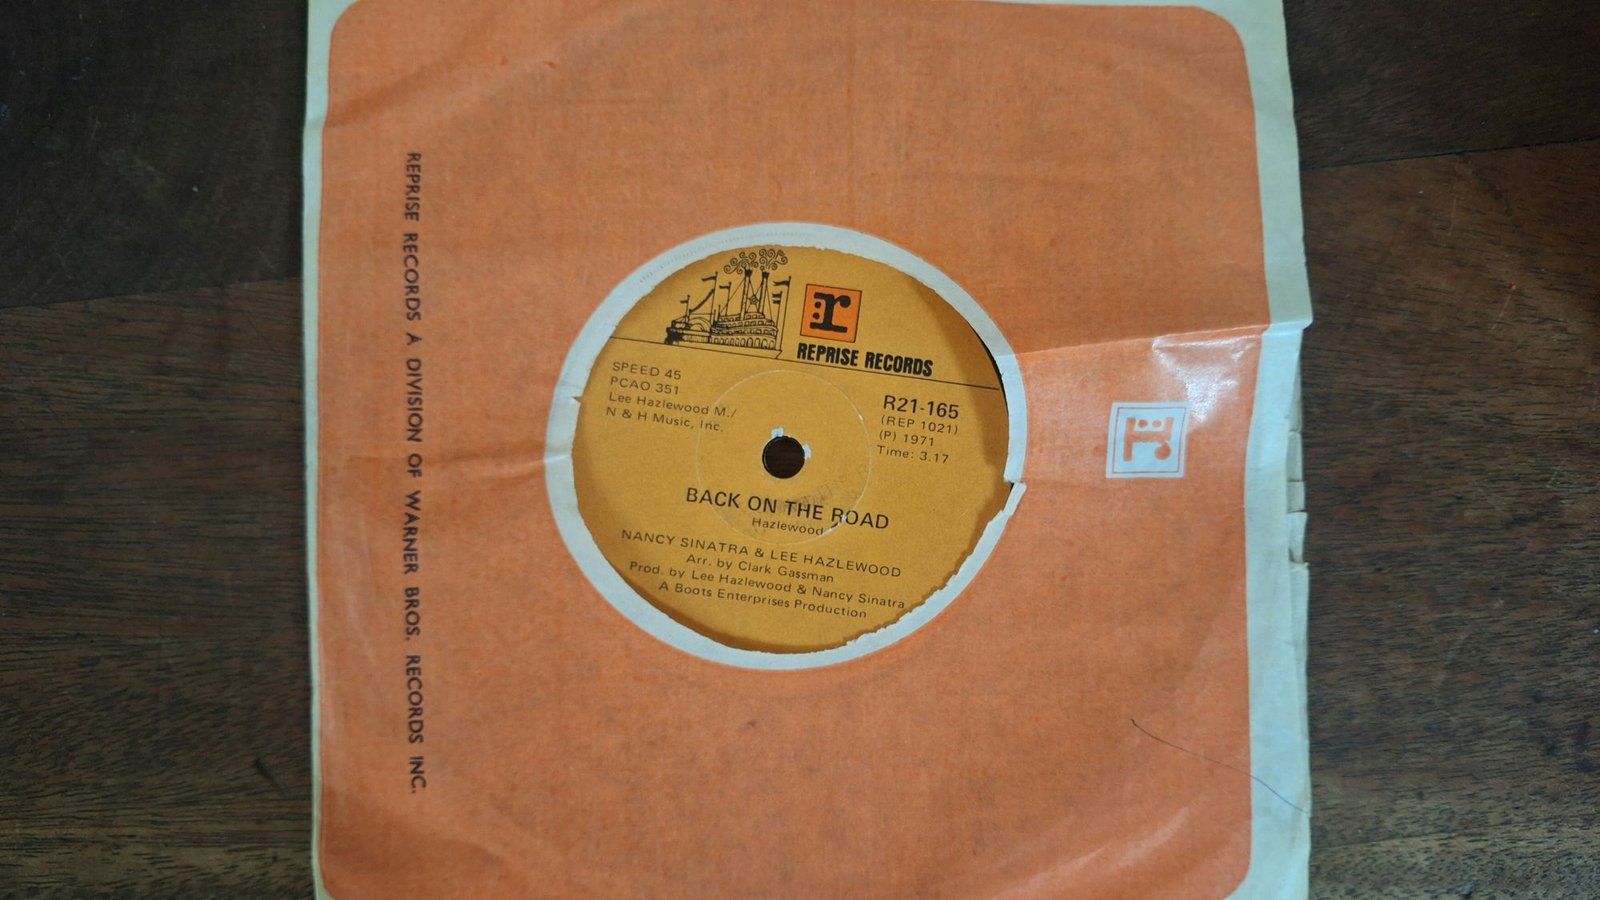 REPRISE RECORDS A DIVISION OF WARNER BROS. RECORDS INC.
r
REPRISE RECORDS
SPEED 45
PCAO 351
Lee Hazlewood M./
N & H Music, Inc.
R21-165
(REP 1021)
(P) 1971
Time: 3.17
BACK ON THE ROAD
Hazlewood
NANCY SINATRA & LEE HAZLEWOOD
Arr. by Clark Gassman
Prod. by Lee Hazlewood & Nancy Sinatra
A Boots Enterprises Production
r